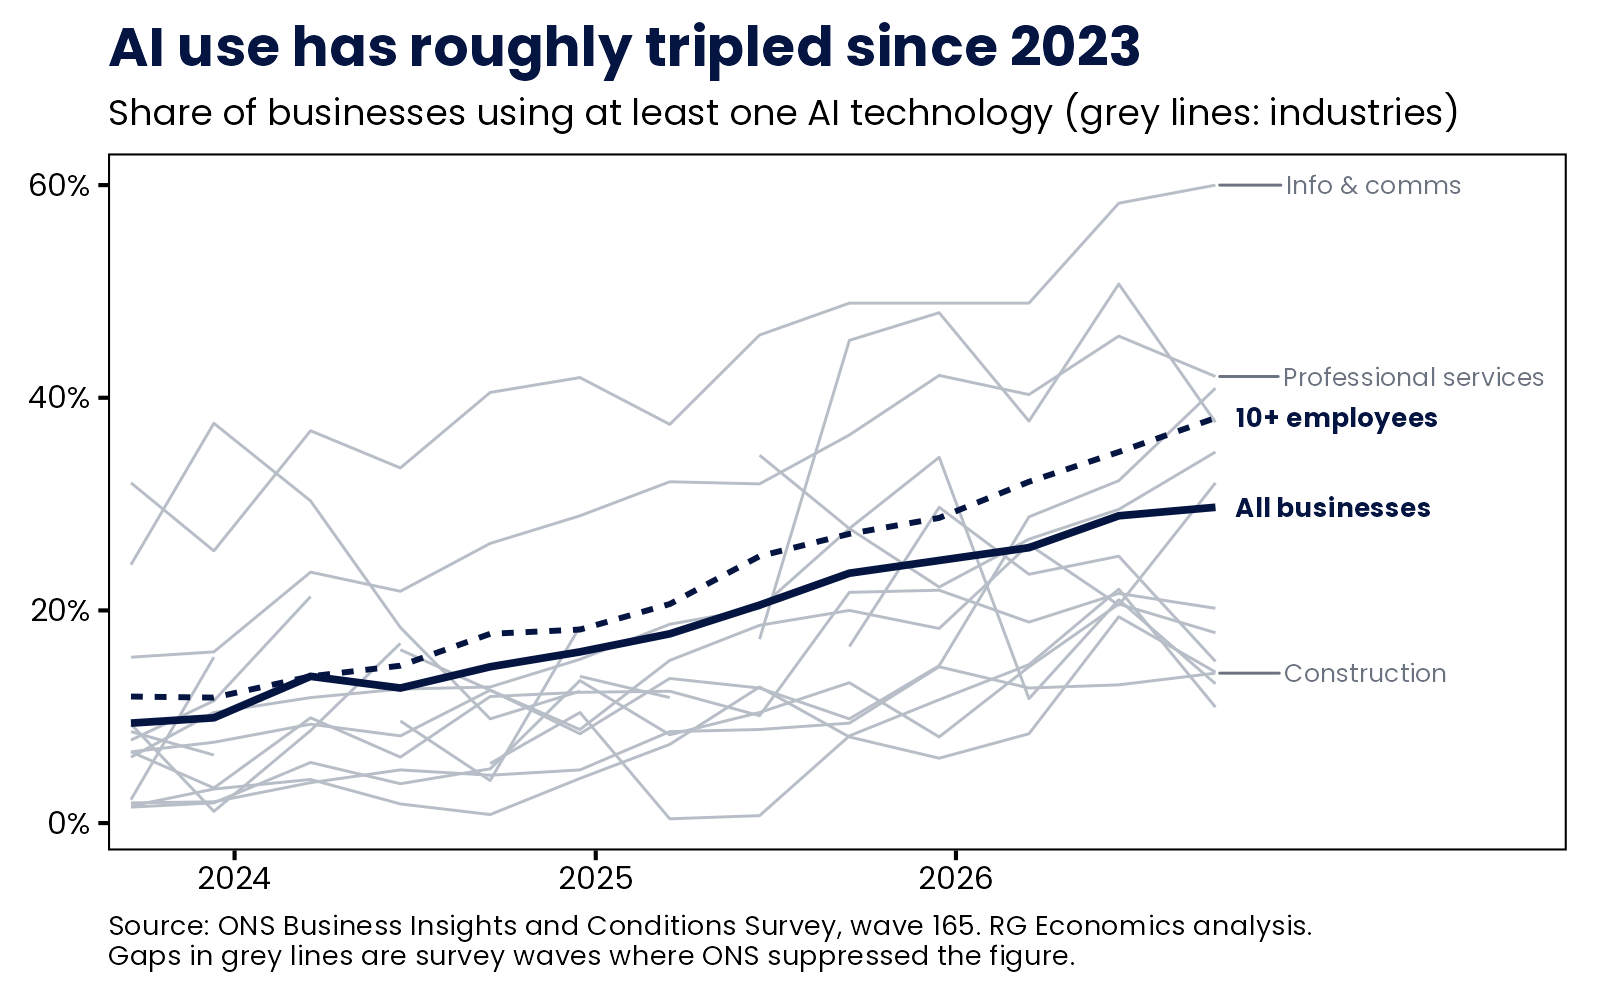 AI use has roughly tripled since 2023
Share of businesses using at least one AI technology (grey lines: industries)
60%
Info & comms
40%
Professional services
10+ employees
All businesses
20%
Construction
0%
2024 2025 2026
Source: ONS Business Insights and Conditions Survey, wave 165. RG Economics analysis.
Gaps in grey lines are survey waves where ONS suppressed the figure.